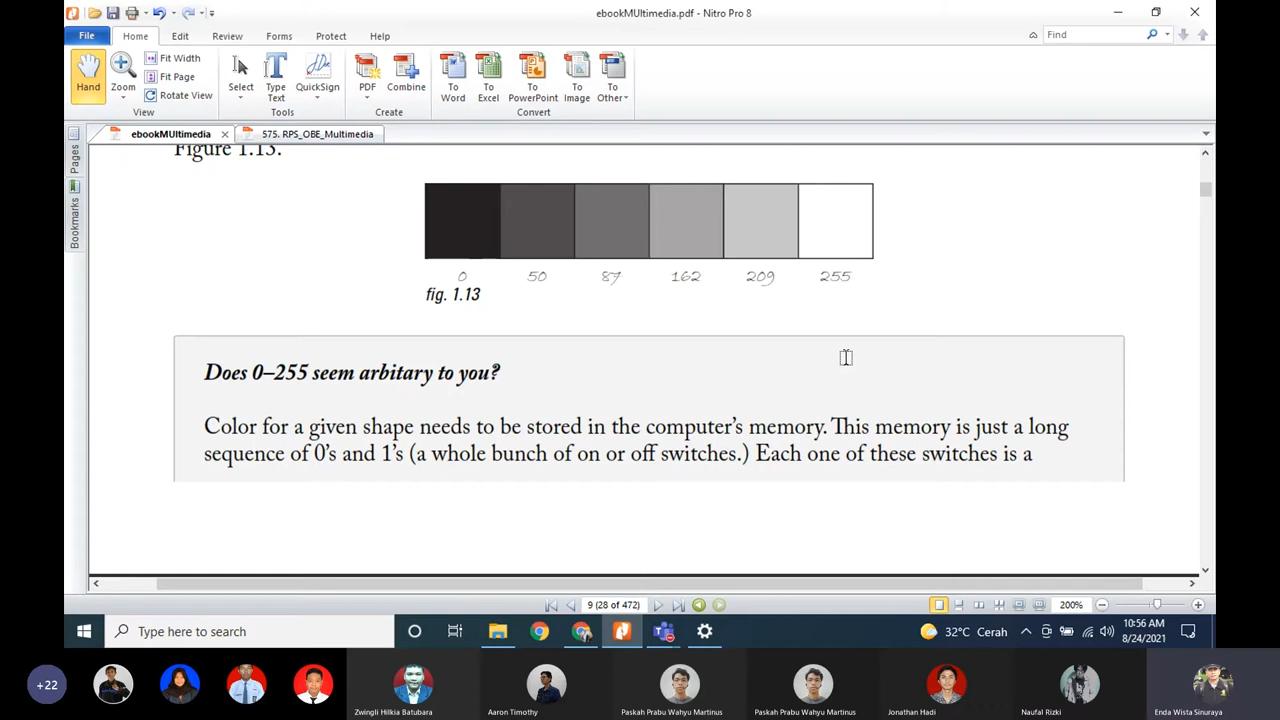 ebookMUltimedia.pdf - Nitro Pro 8
File Home Edit Review Forms Protect Help
Find
Hand
Zoom
Fit Width
Fit Page
Rotate View
View
Select
Type Text
QuickSign
Tools
PDF
Combine
Create
To Word
To Excel
To PowerPoint
To Image
To Other
Convert
ebookMUltimedia
575. RPS_OBE_Multimedia
Pages
Bookmarks
Figure 1.13.
0 50 87 162 209 255
fig. 1.13
Does 0–255 seem arbitary to you?
Color for a given shape needs to be stored in the computer's memory. This memory is just a long
sequence of 0's and 1's (a whole bunch of on or off switches.) Each one of these switches is a
9 (28 of 472)
200%
Type here to search
32°C Cerah
10:56 AM
8/24/2021
+22
Zwingli Hilkia Batubara
Aaron Timothy
Paskah Prabu Wahyu Martinus
Paskah Prabu Wahyu Martinus
Jonathan Hadi
Naufal Rizki
Enda Wista Sinuraya